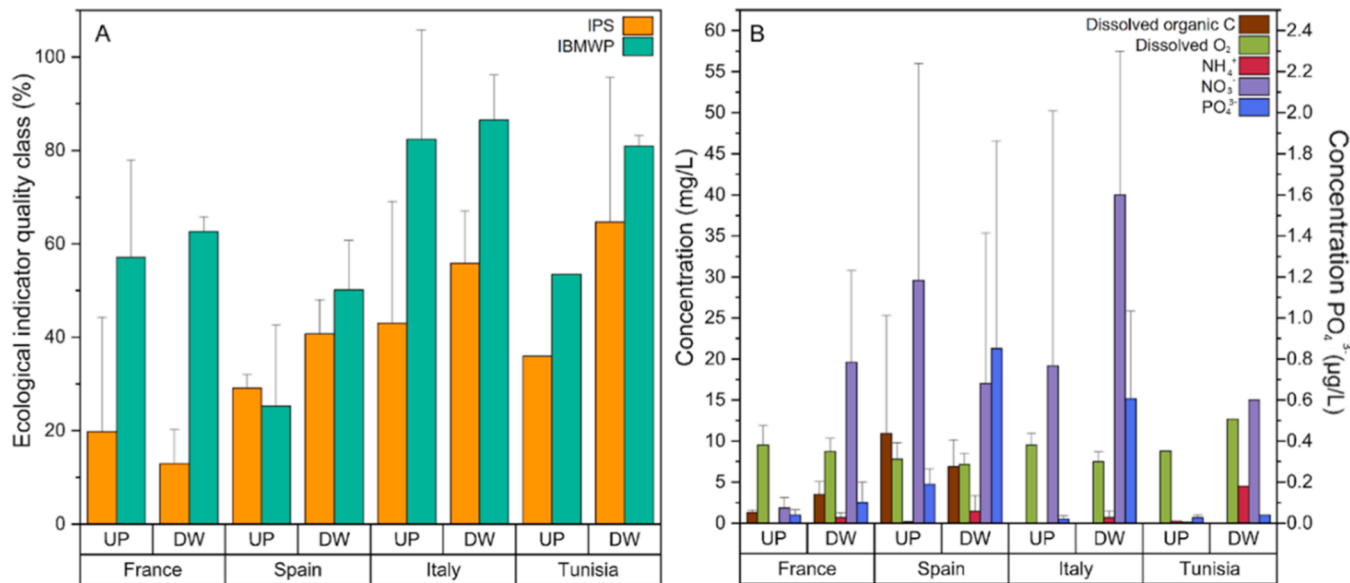 A
IPS
IBMWP
Ecological indicator quality class (%)
100
80
60
40
20
0
UP DW UP DW UP DW UP DW
France Spain Italy Tunisia
B
Dissolved organic C
Dissolved O₂
NH₄⁺
NO₃⁻
PO₄³⁻
Concentration (mg/L)
60
55
50
45
40
35
30
25
20
15
10
5
0
2.4
2.2
2.0
1.8
1.6
1.4
1.2
1.0
0.8
0.6
0.4
0.2
0.0
Concentration PO₄³⁻ (µg/L)
UP DW UP DW UP DW UP DW
France Spain Italy Tunisia